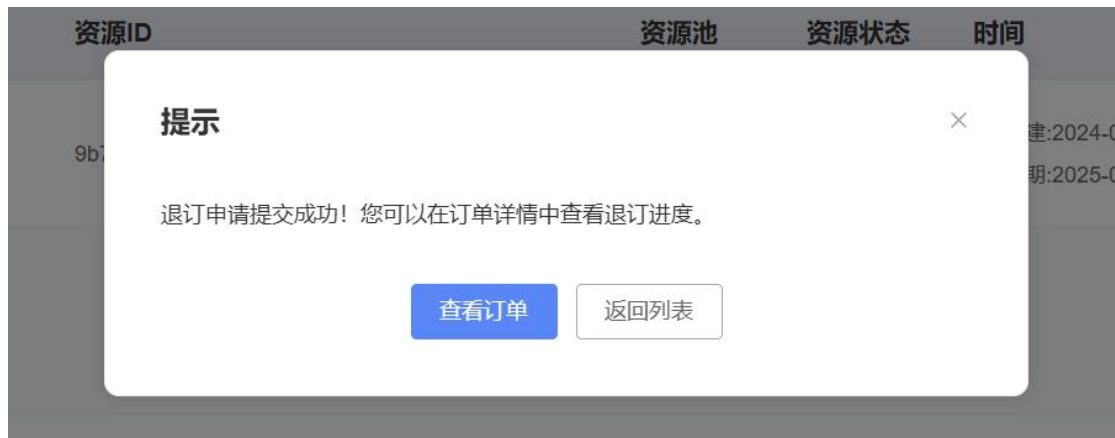 资源ID 资源池 资源状态 时间
提示
建:2024-0
9b7
期:2025-0
退订申请提交成功！您可以在订单详情中查看退订进度。
查看订单 返回列表